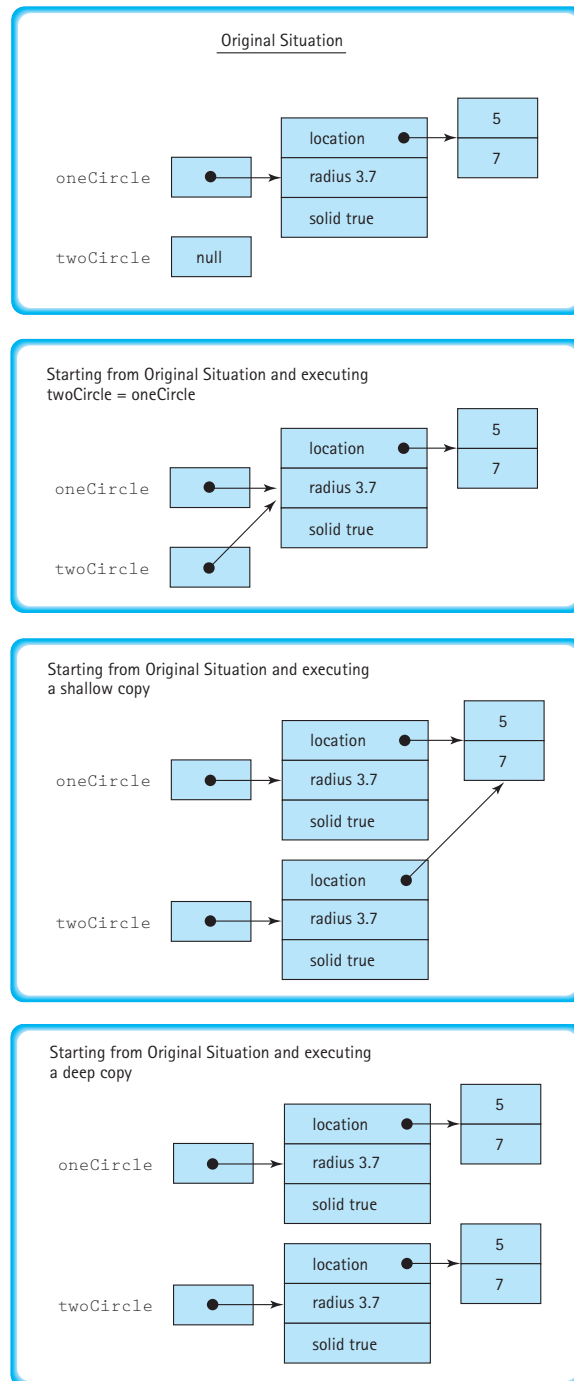 Original Situation
5
location
7
oneCircle
radius 3.7
solid true
twoCircle
null
Starting from Original Situation and executing
twoCircle = oneCircle
5
location
7
oneCircle
radius 3.7
solid true
twoCircle
Starting from Original Situation and executing
a shallow copy
5
location
7
oneCircle
radius 3.7
solid true
location
twoCircle
radius 3.7
solid true
Starting from Original Situation and executing
a deep copy
5
location
7
oneCircle
radius 3.7
solid true
5
location
7
twoCircle
radius 3.7
solid true